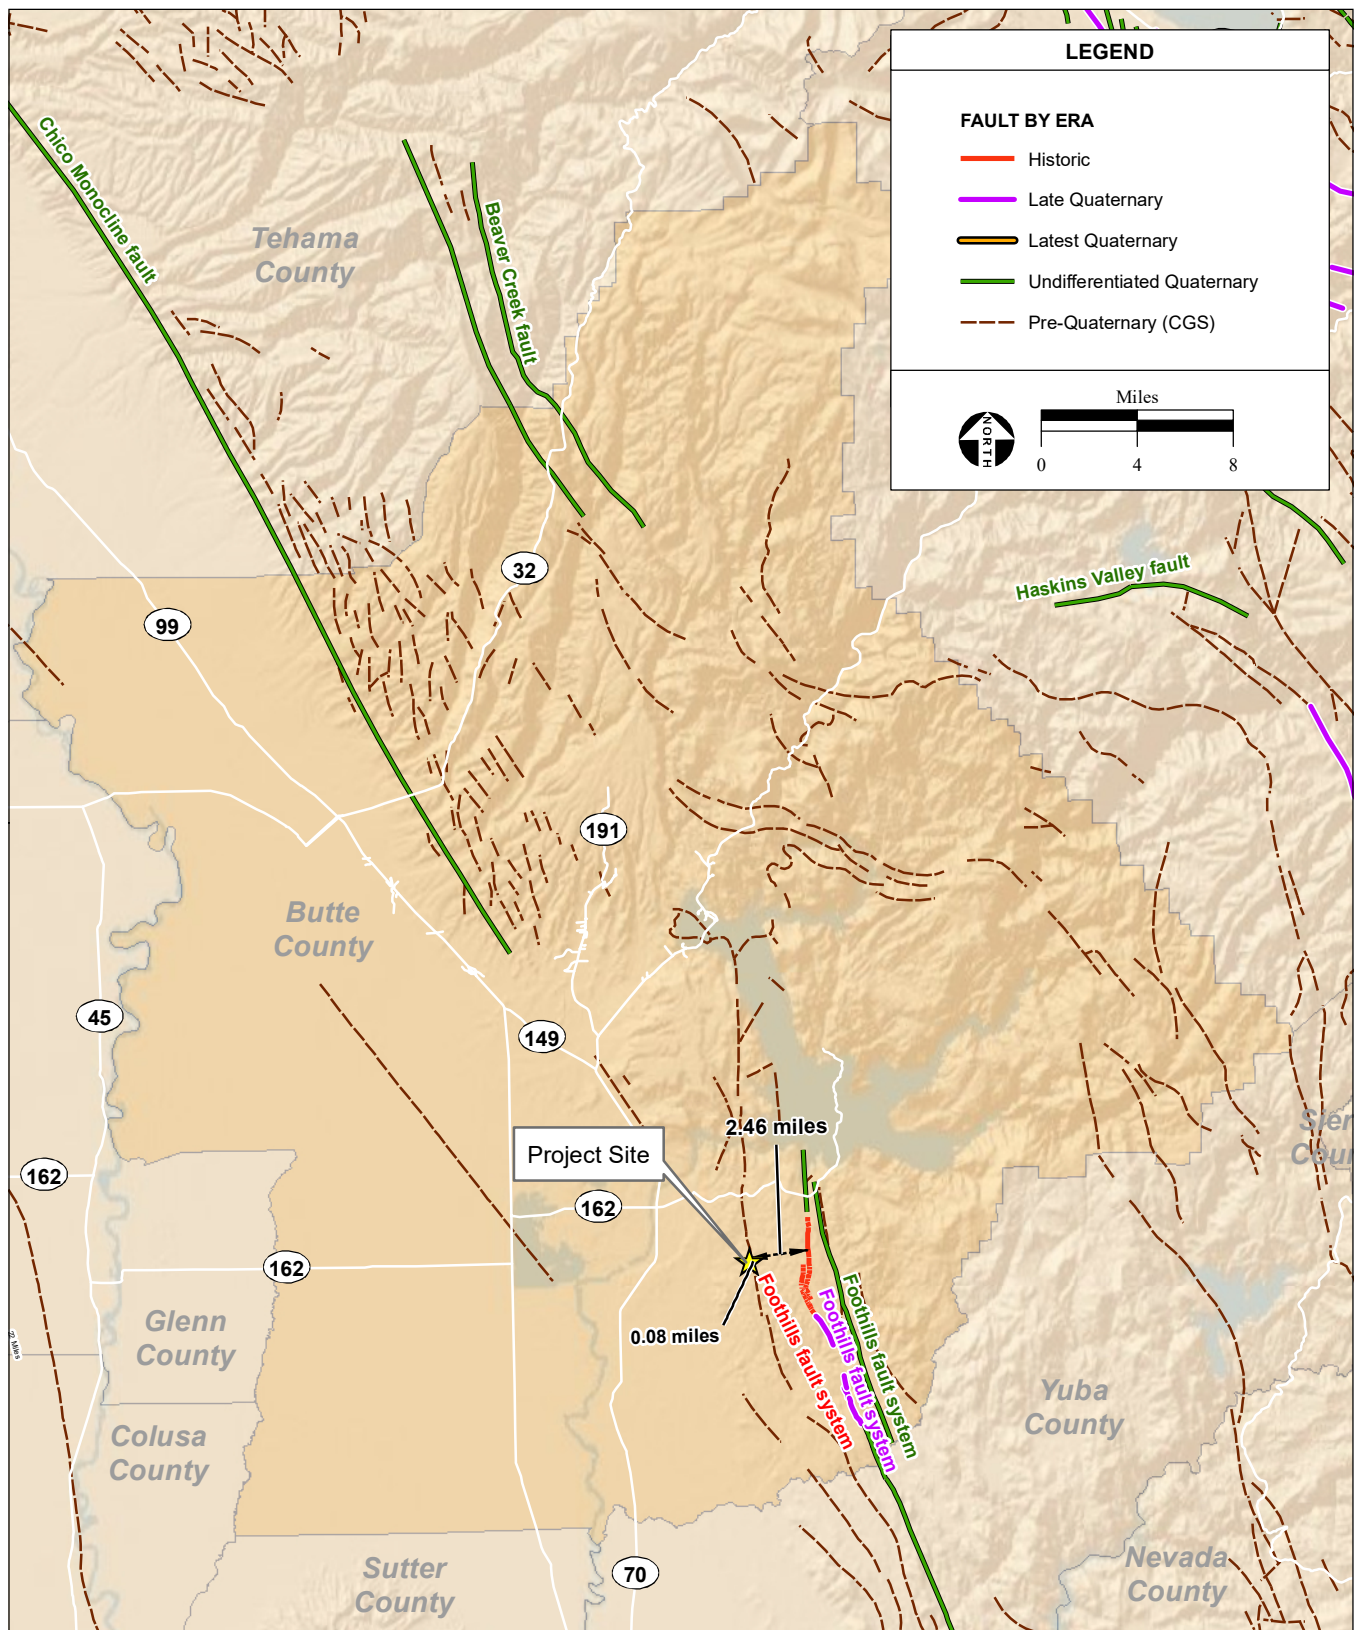 LEGEND
FAULT BY ERA
Historic
Late Quaternary
Latest Quaternary
Undifferentiated Quaternary
Pre-Quaternary (CGS)
Miles
NORTH
0 4 8
Chico Monocline fault
Tehama
County
Beaver Creek fault
32
Haskins Valley fault
99
191
Butte
County
45
149
2.46 miles
Project Site
162
162
162
Foothills fault system
Foothills fault system
Foothills fault system
0.08 miles
Glenn
County
Colusa
County
Yuba
County
Sutter
County
70
Nevada
County